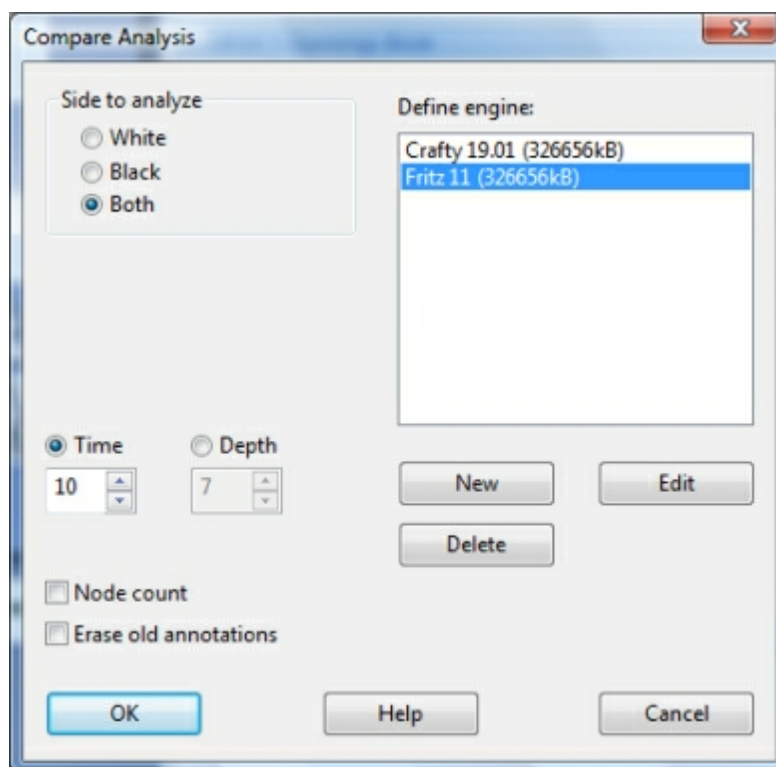 Compare Analysis
Side to analyze
White
Black
Both
Define engine:
Crafty 19.01 (326656kB)
Fritz 11 (326656kB)
Time
Depth
10
7
New
Edit
Delete
Node count
Erase old annotations
OK
Help
Cancel